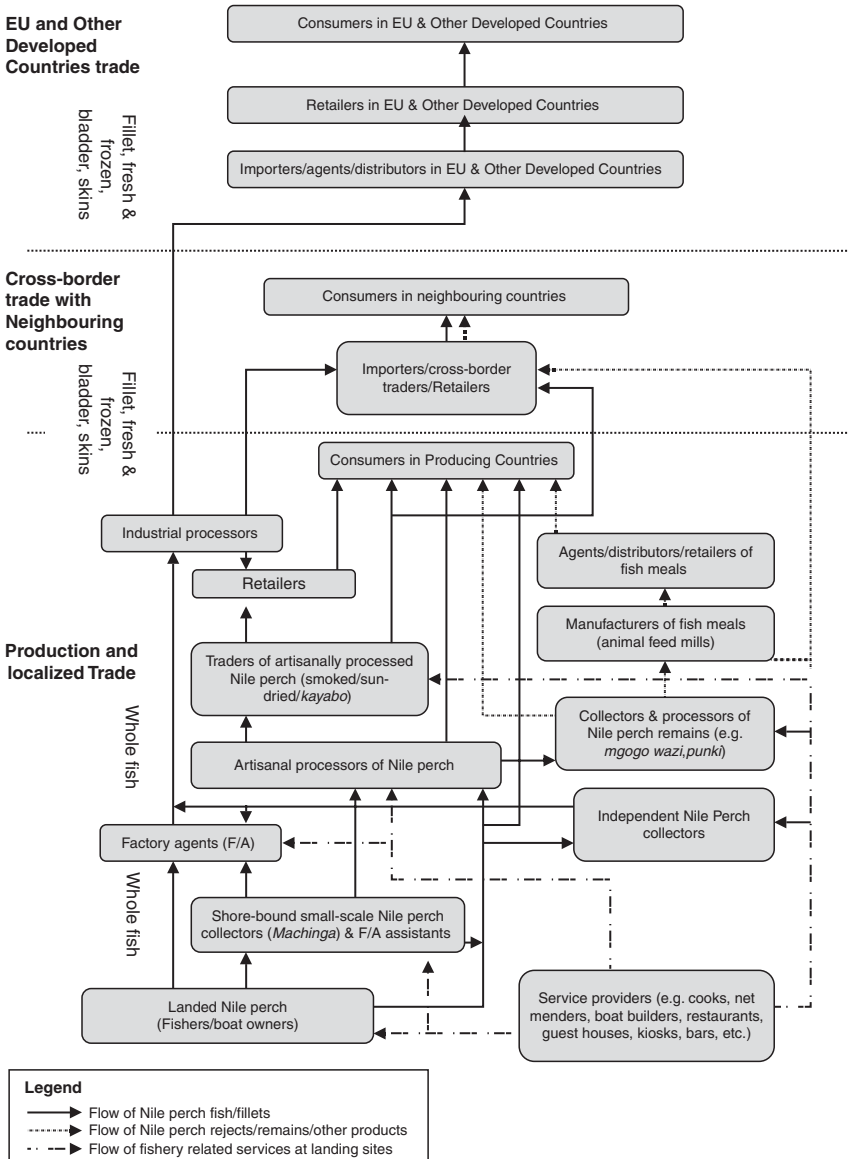 EU and Other
Developed
Countries trade
Fillet, fresh &
frozen,
bladder, skins
Consumers in EU & Other Developed Countries
Retailers in EU & Other Developed Countries
Importers/agents/distributors in EU & Other Developed Countries
Cross-border
trade with
Neighbouring
countries
Fillet, fresh &
frozen,
bladder, skins
Consumers in neighbouring countries
Importers/cross-border
traders/Retailers
Consumers in Producing Countries
Industrial processors
Retailers
Agents/distributors/retailers of
fish meals
Manufacturers of fish meals
(animal feed mills)
Production and
localized Trade
Traders of artisanally processed
Nile perch (smoked/sun-
dried/kayabo)
Collectors & processors of
Nile perch remains (e.g.
mgogo wazi,punki)
Whole fish
Artisanal processors of Nile perch
Independent Nile Perch
collectors
Factory agents (F/A)
Whole fish
Shore-bound small-scale Nile perch
collectors (Machinga) & F/A assistants
Landed Nile perch
(Fishers/boat owners)
Service providers (e.g. cooks, net
menders, boat builders, restaurants,
guest houses, kiosks, bars, etc.)
Legend
Flow of Nile perch fish/fillets
Flow of Nile perch rejects/remains/other products
Flow of fishery related services at landing sites